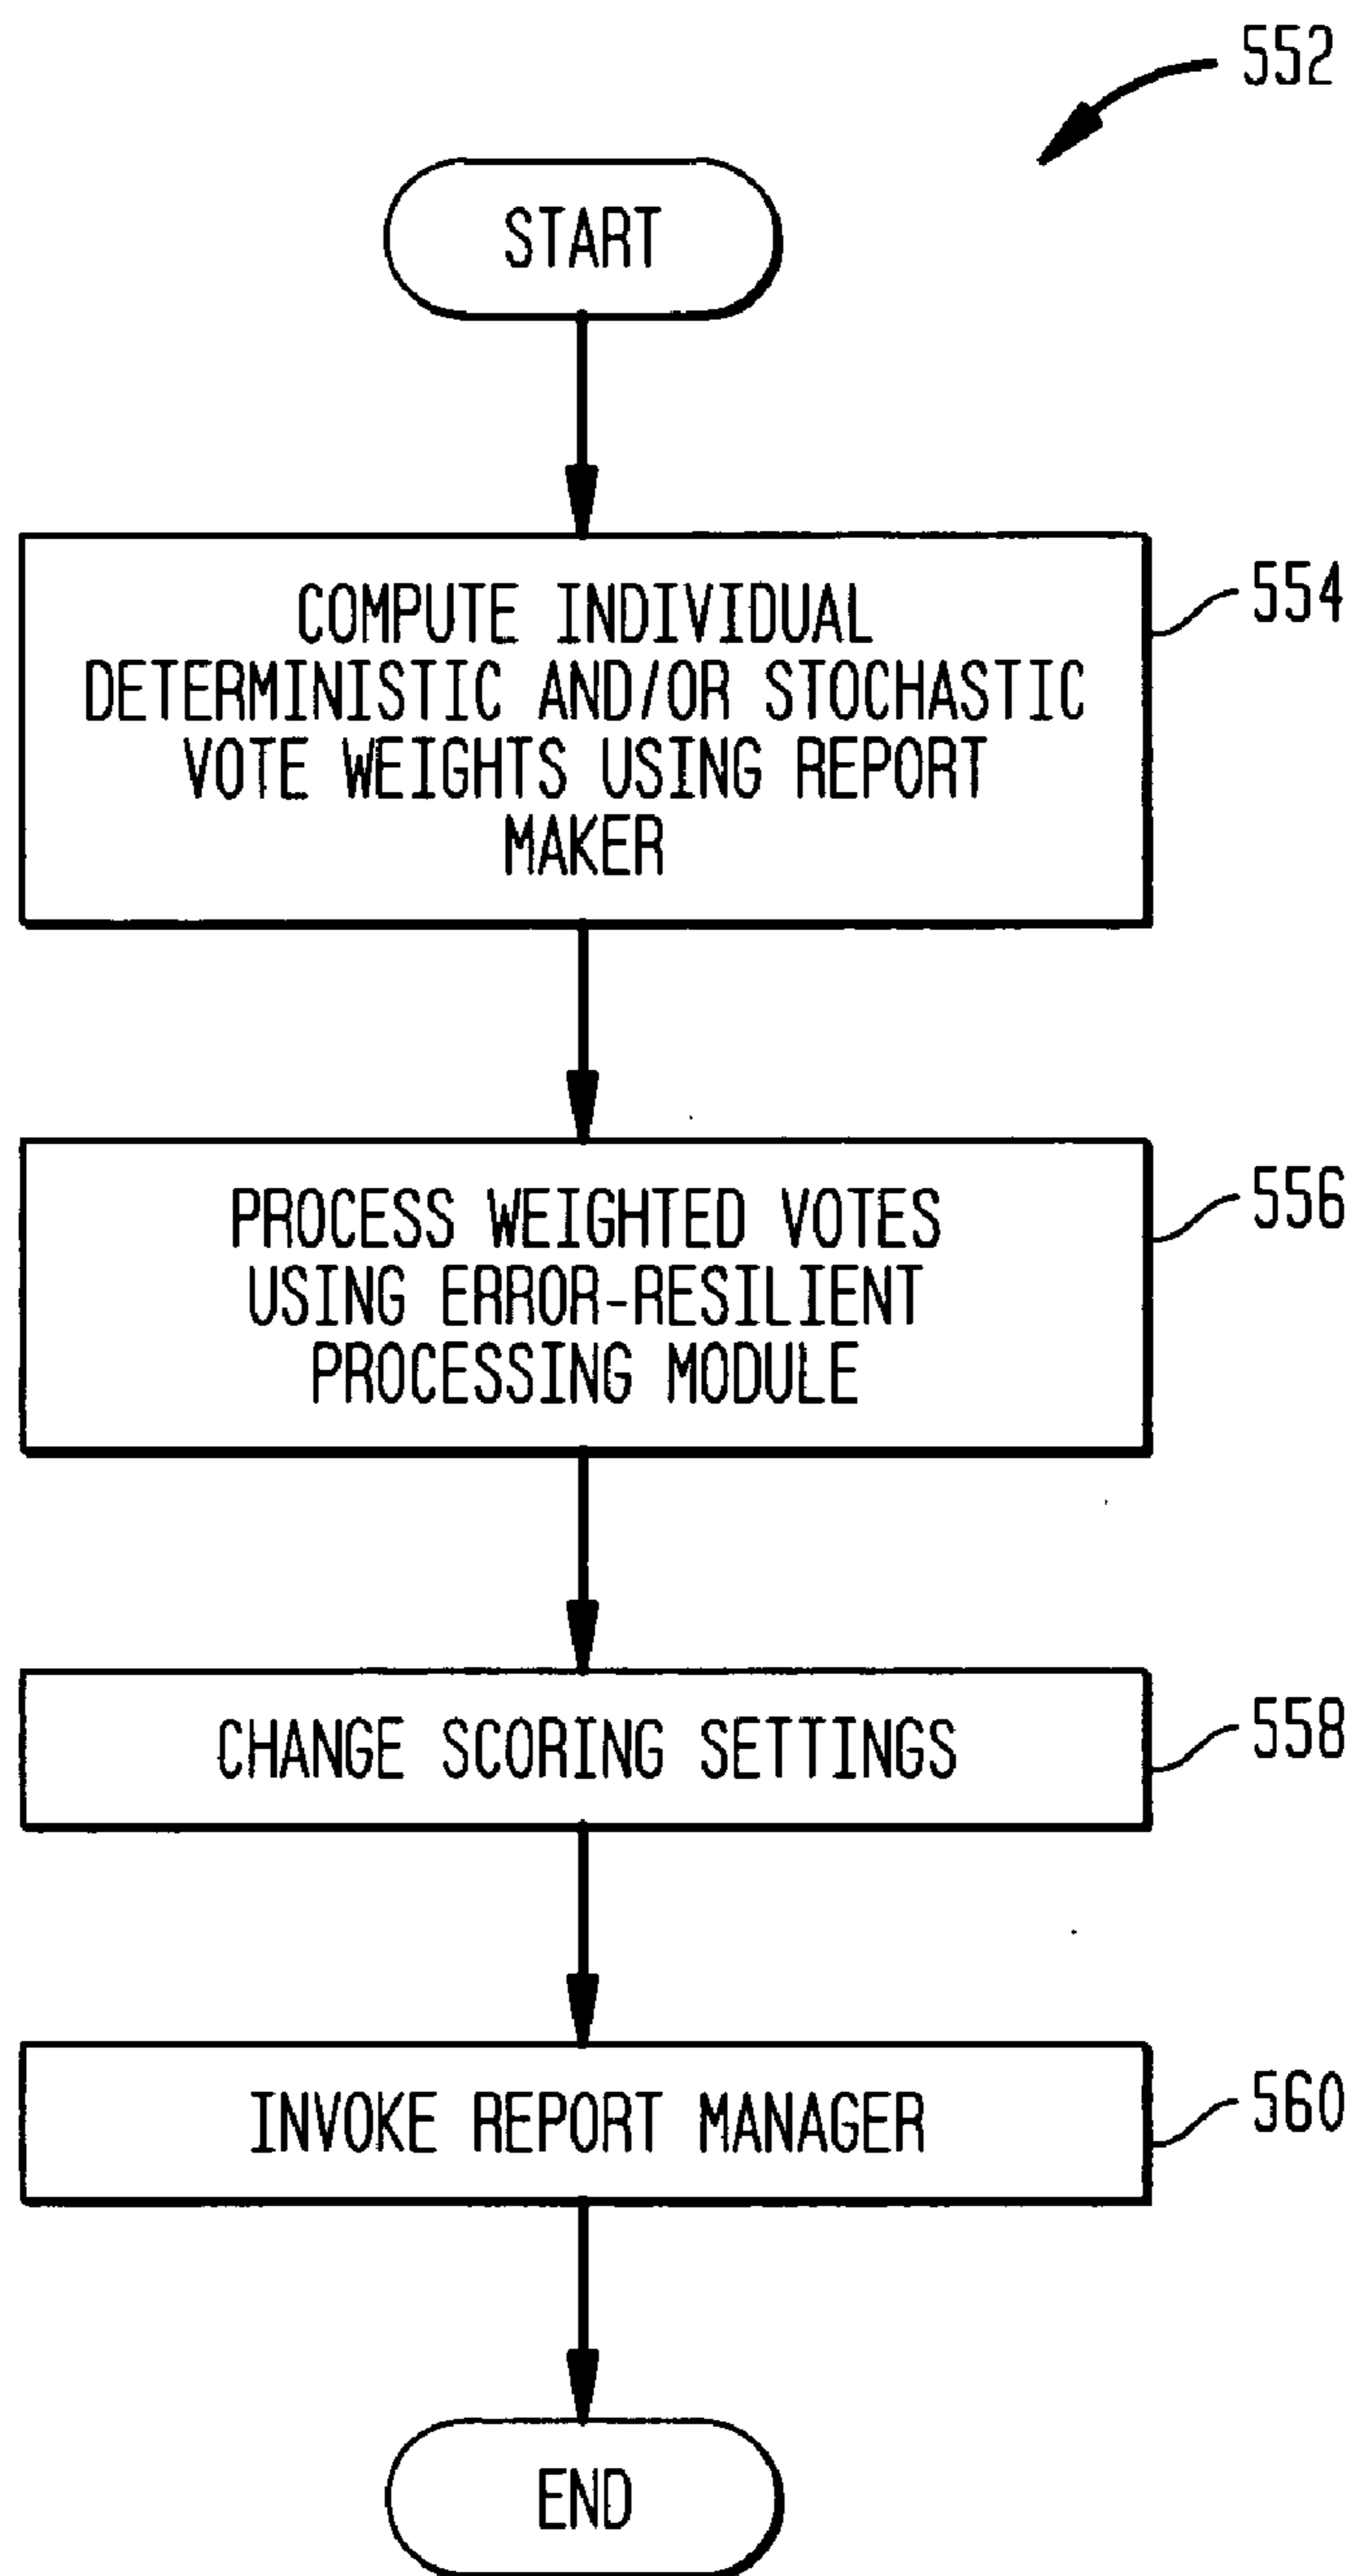 552
START
COMPUTE INDIVIDUAL
DETERMINISTIC AND/OR STOCHASTIC
VOTE WEIGHTS USING REPORT
MAKER
554
PROCESS WEIGHTED VOTES
USING ERROR-RESILIENT
PROCESSING MODULE
556
CHANGE SCORING SETTINGS
558
INVOKE REPORT MANAGER
560
END